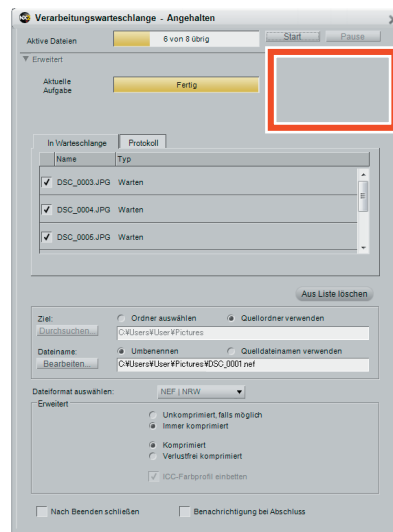 Verarbeitungswarteschlange - Angehalten
Aktive Dateien 6 von 8 übrig Start Pause
Erweitert
Aktuelle
Aufgabe
Fertig
In Warteschlange Protokoll
Name Typ
DSC_0003.JPG Warten
DSC_0004.JPG Warten
DSC_0005.JPG Warten
Aus Liste löschen
Ziel: Ordner auswählen Quellordner verwenden
Durchsuchen... C:¥Users¥User¥Pictures
Dateiname: Umbenennen Quelldateinamen verwenden
Bearbeiten... C:¥Users¥User¥Pictures¥DSC_0001.nef
Dateiformat auswählen: NEF | NRW
Erweitert
Unkomprimiert, falls möglich
Immer komprimiert
Komprimiert
Verlustfrei komprimiert
ICC-Farbprofil einbetten
Nach Beenden schließen Benachrichtigung bei Abschluss